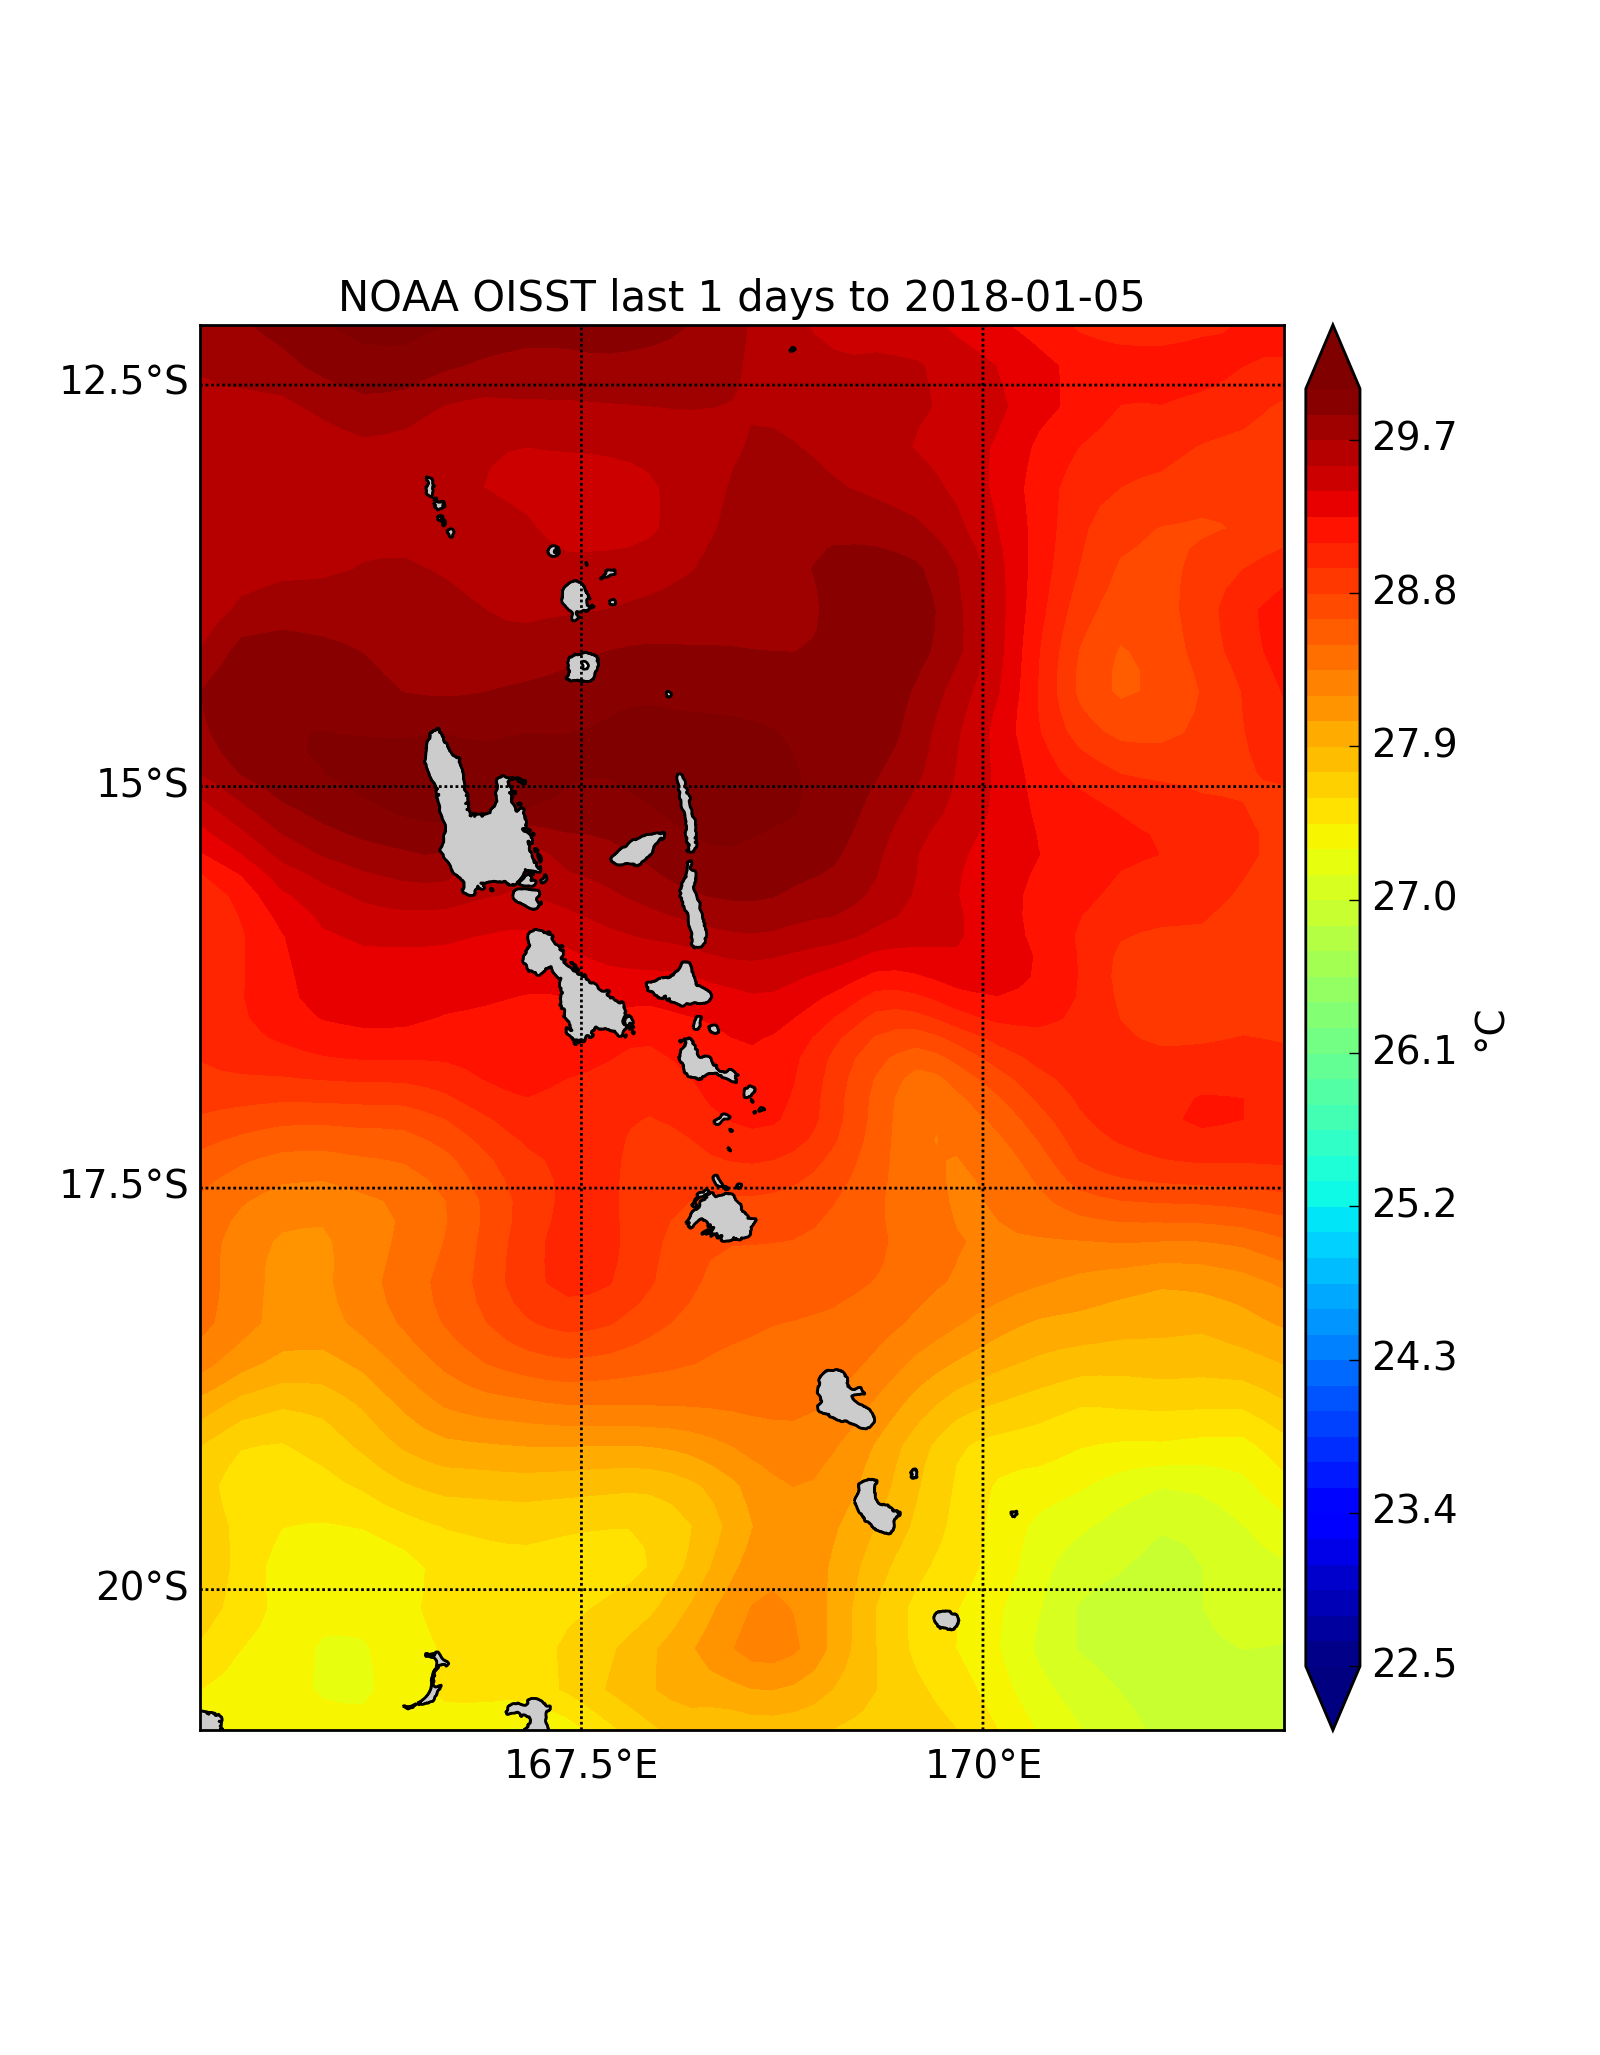 NOAA OISST last 1 days to 2018-01-05
12.5°S
15°S
17.5°S
20°S
167.5°E
170°E
29.7
28.8
27.9
27.0
26.1
25.2
24.3
23.4
22.5
°C